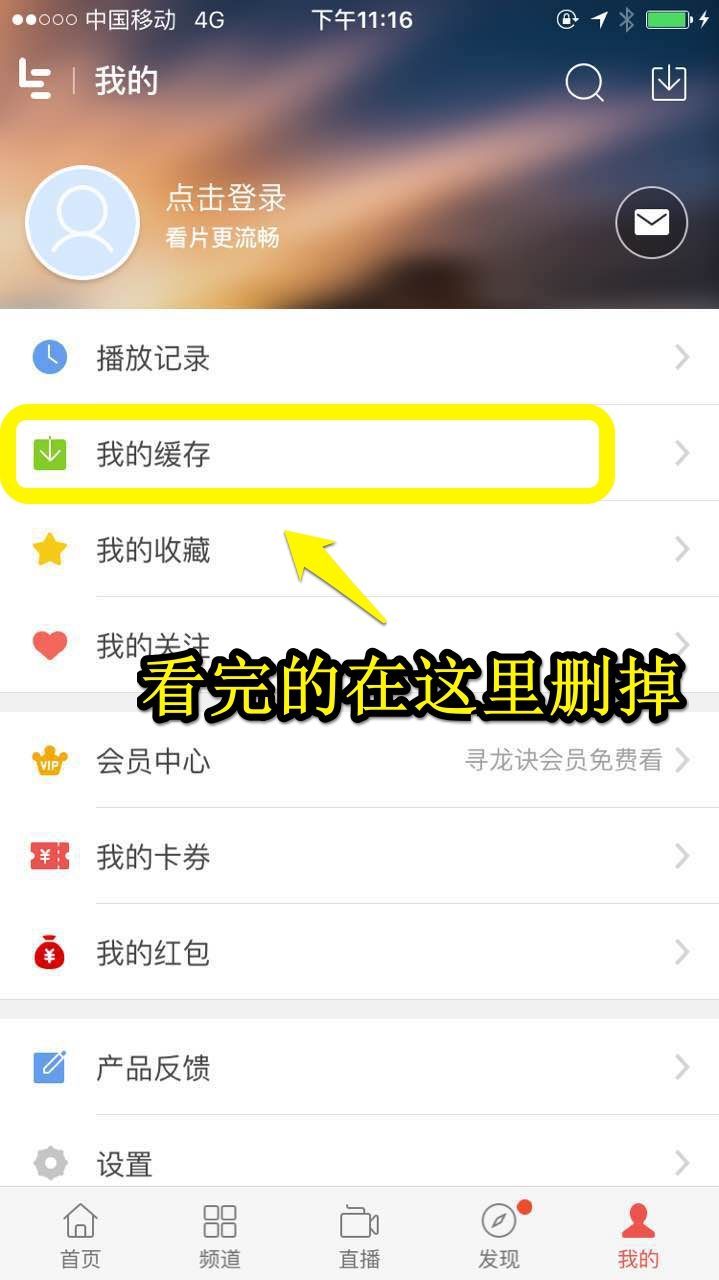 中国移动 4G 下午11:16
LE 我的
点击登录
看片更流畅
播放记录
我的缓存
我的收藏
我的关注
看完的在这里删掉
VIP 会员中心 寻龙诀会员免费看
¥ 我的卡券
¥ 我的红包
产品反馈
设置
首页 频道 直播 发现 我的